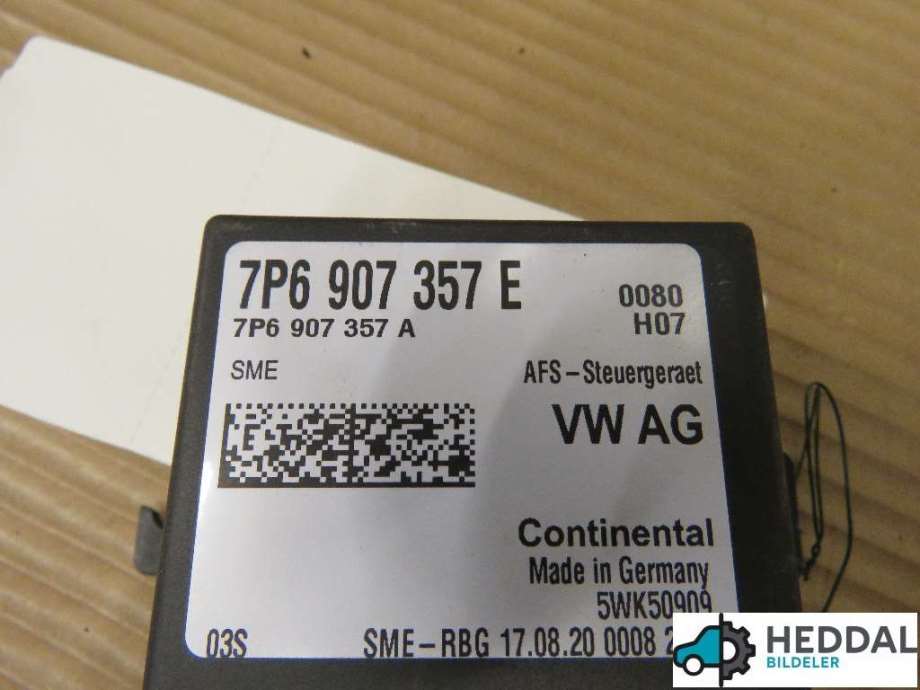 7P6 907 357 E
0080
7P6 907 357 A
H07
SME
AFS-Steuergeraet
VW AG
Continental
Made in Germany
5WK50909
03S
SME-RBG 17.08.20 0008 2
HEDDAL
BILDELER